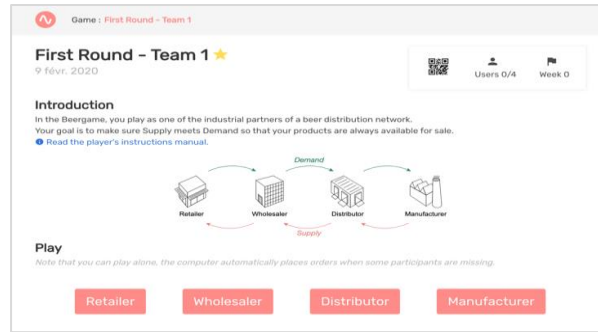 Game : First Round - Team 1
First Round - Team 1
9 févr. 2020
Users 0/4
Week 0
Introduction
In the Beergame, you play as one of the industrial partners of a beer distribution network.
Your goal is to make sure Supply meets Demand so that your products are always available for sale.
Read the player's instructions manual.
Demand
Retailer
Wholesaler
Distributor
Manufacturer
Supply
Play
Note that you can play alone, the computer automatically places orders when some participants are missing.
Retailer
Wholesaler
Distributor
Manufacturer